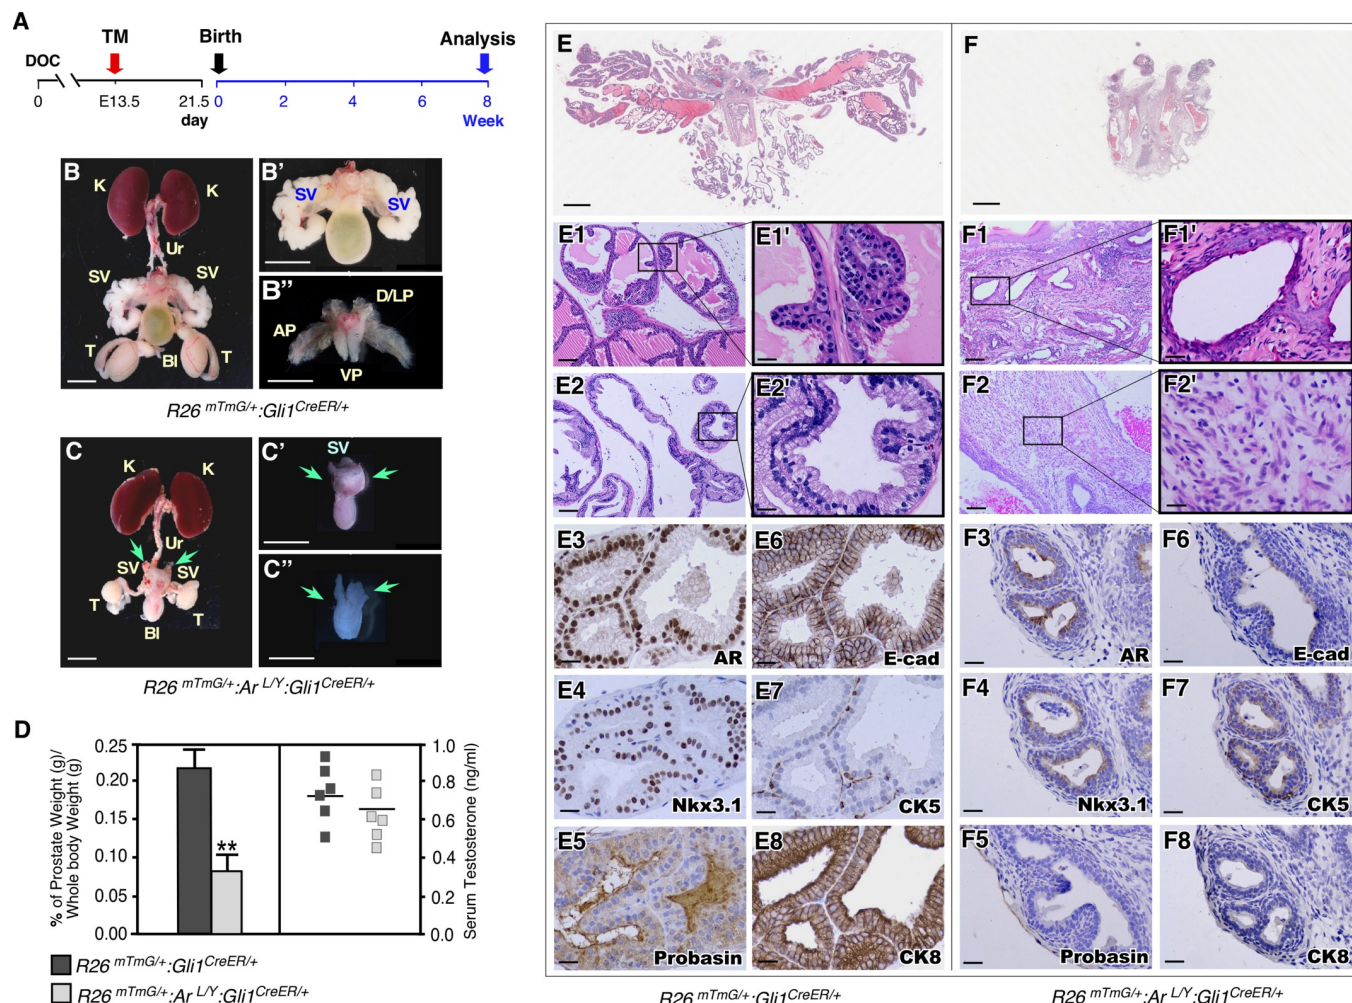 A
TM
Birth
Analysis
DOC
0
E13.5
21.5
0
2
4
6
8
day
Week
B
K
K
Ur
SV
SV
T
Bl
T
B'
SV
SV
B"
D/LP
AP
VP
R26 mTmG/+:Gli1CreER/+
C
K
K
Ur
SV
SV
T
T
Bl
C'
SV
C"
R26 mTmG/+:Ar L/Y:Gli1CreER/+
D
% of Prostate Weight (g)/
Whole body Weight (g)
0.25
0.20
0.15
0.10
0.05
0.00
**
1.0
0.8
0.6
0.4
0.2
0.0
Serum Testosterone (ng/ml)
R26 mTmG/+:Gli1CreER/+
R26 mTmG/+:Ar L/Y:Gli1CreER/+
E
E1
E1'
E2
E2'
E3
AR
E6
E-cad
E4
Nkx3.1
E7
CK5
E5
Probasin
E8
CK8
R26 mTmG/+:Gli1CreER/+
F
F1
F1'
F2
F2'
F3
AR
F6
E-cad
F4
Nkx3.1
F7
CK5
F5
Probasin
F8
CK8
R26 mTmG/+:Ar L/Y:Gli1CreER/+